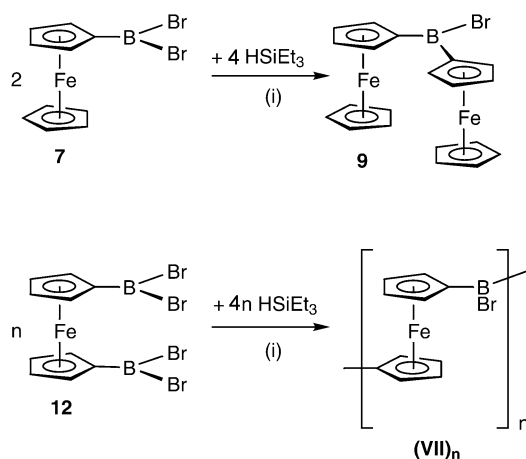 B Br Br
2 Fe
7
+ 4 HSiEt₃
(i)
Fe B Br
Fe
9
B Br Br
n Fe
B Br Br
12
+ 4n HSiEt₃
(i)
B Br
Fe
n
(VII)ₙ